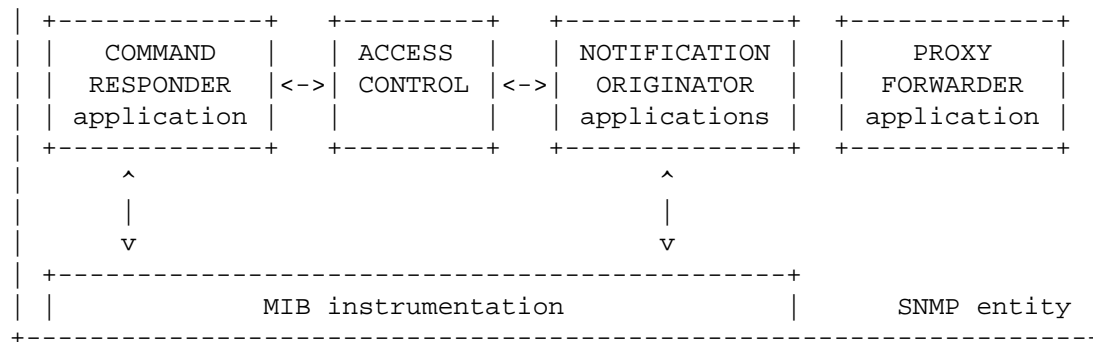 | +-------------+ +---------+ +--------------+ +-------------+
| | COMMAND | | ACCESS | | NOTIFICATION | | PROXY |
| | RESPONDER |<->| CONTROL |<->| ORIGINATOR | | FORWARDER |
| | application | | | | applications | | application |
| +-------------+ +---------+ +--------------+ +-------------+
| ^ ^
| | |
| v v
| +----------------------------------------------+
| | MIB instrumentation | SNMP entity
+---------------------------------------------------------------------